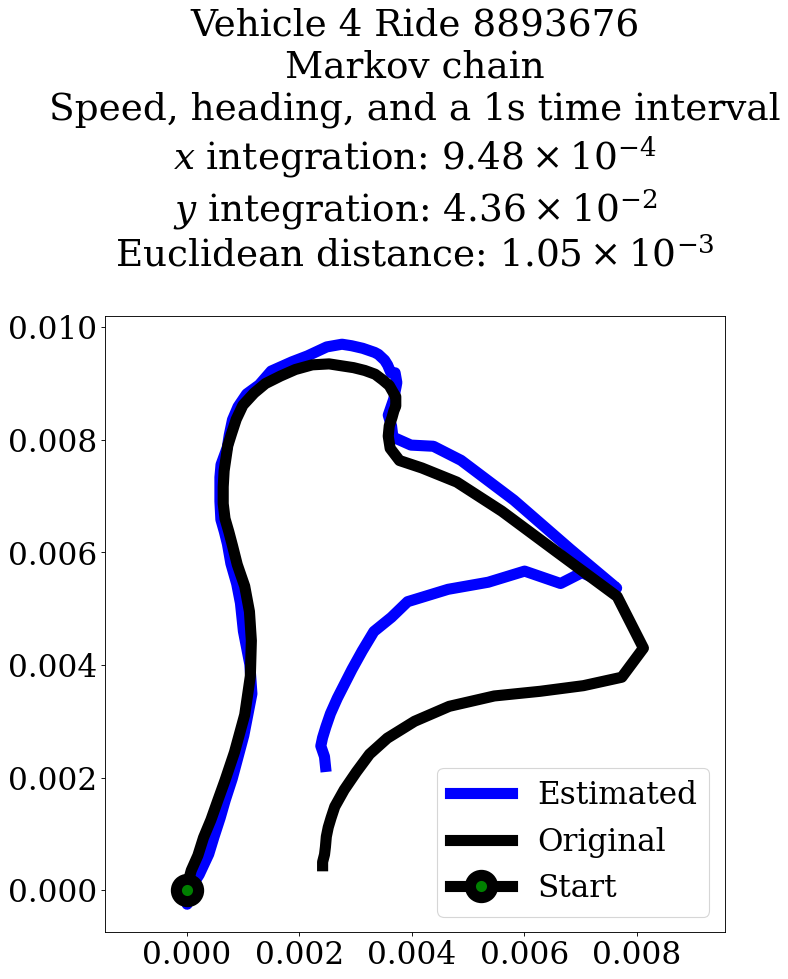 Vehicle 4 Ride 8893676
Markov chain
Speed, heading, and a 1s time interval
x integration: 9.48 × 10⁻⁴
y integration: 4.36 × 10⁻²
Euclidean distance: 1.05 × 10⁻³
0.010
0.008
0.006
0.004
0.002
0.000
Estimated
Original
Start
0.000 0.002 0.004 0.006 0.008